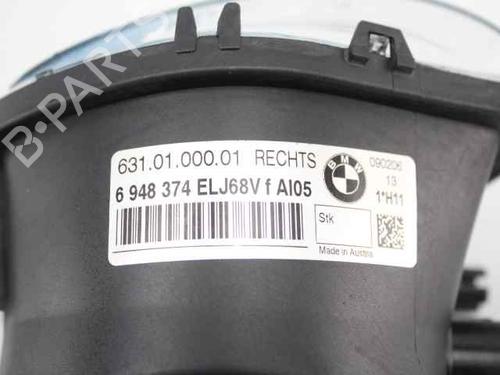 B-PARTS
631.01.000.01 RECHTS
6 948 374 ELJ68V f AI05
BMW
090206
13
1*H11
Stk
Made in Austria